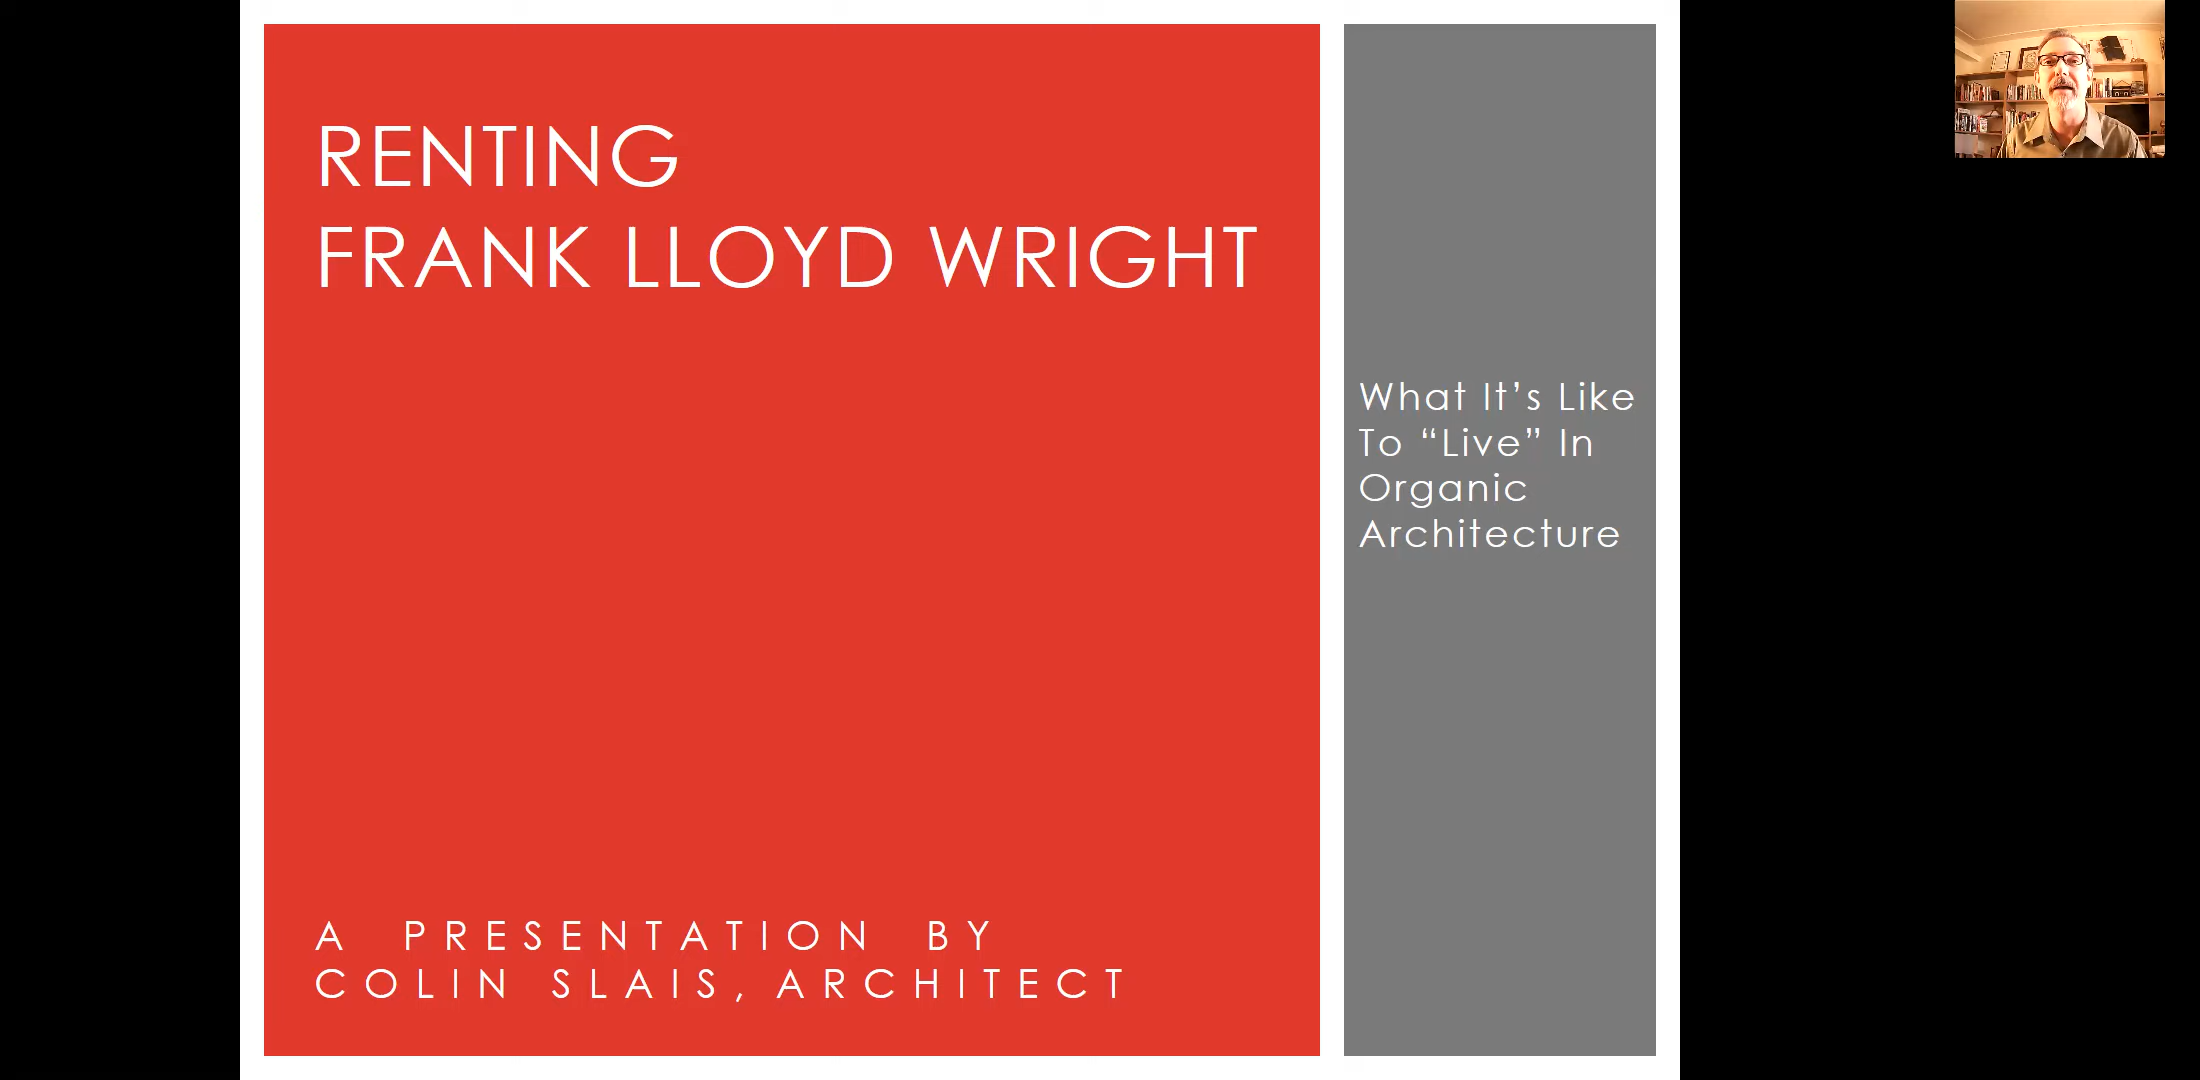 RENTING
FRANK LLOYD WRIGHT
A PRESENTATION BY
COLIN SLAIS, ARCHITECT
What It’s Like
To “Live” In
Organic
Architecture